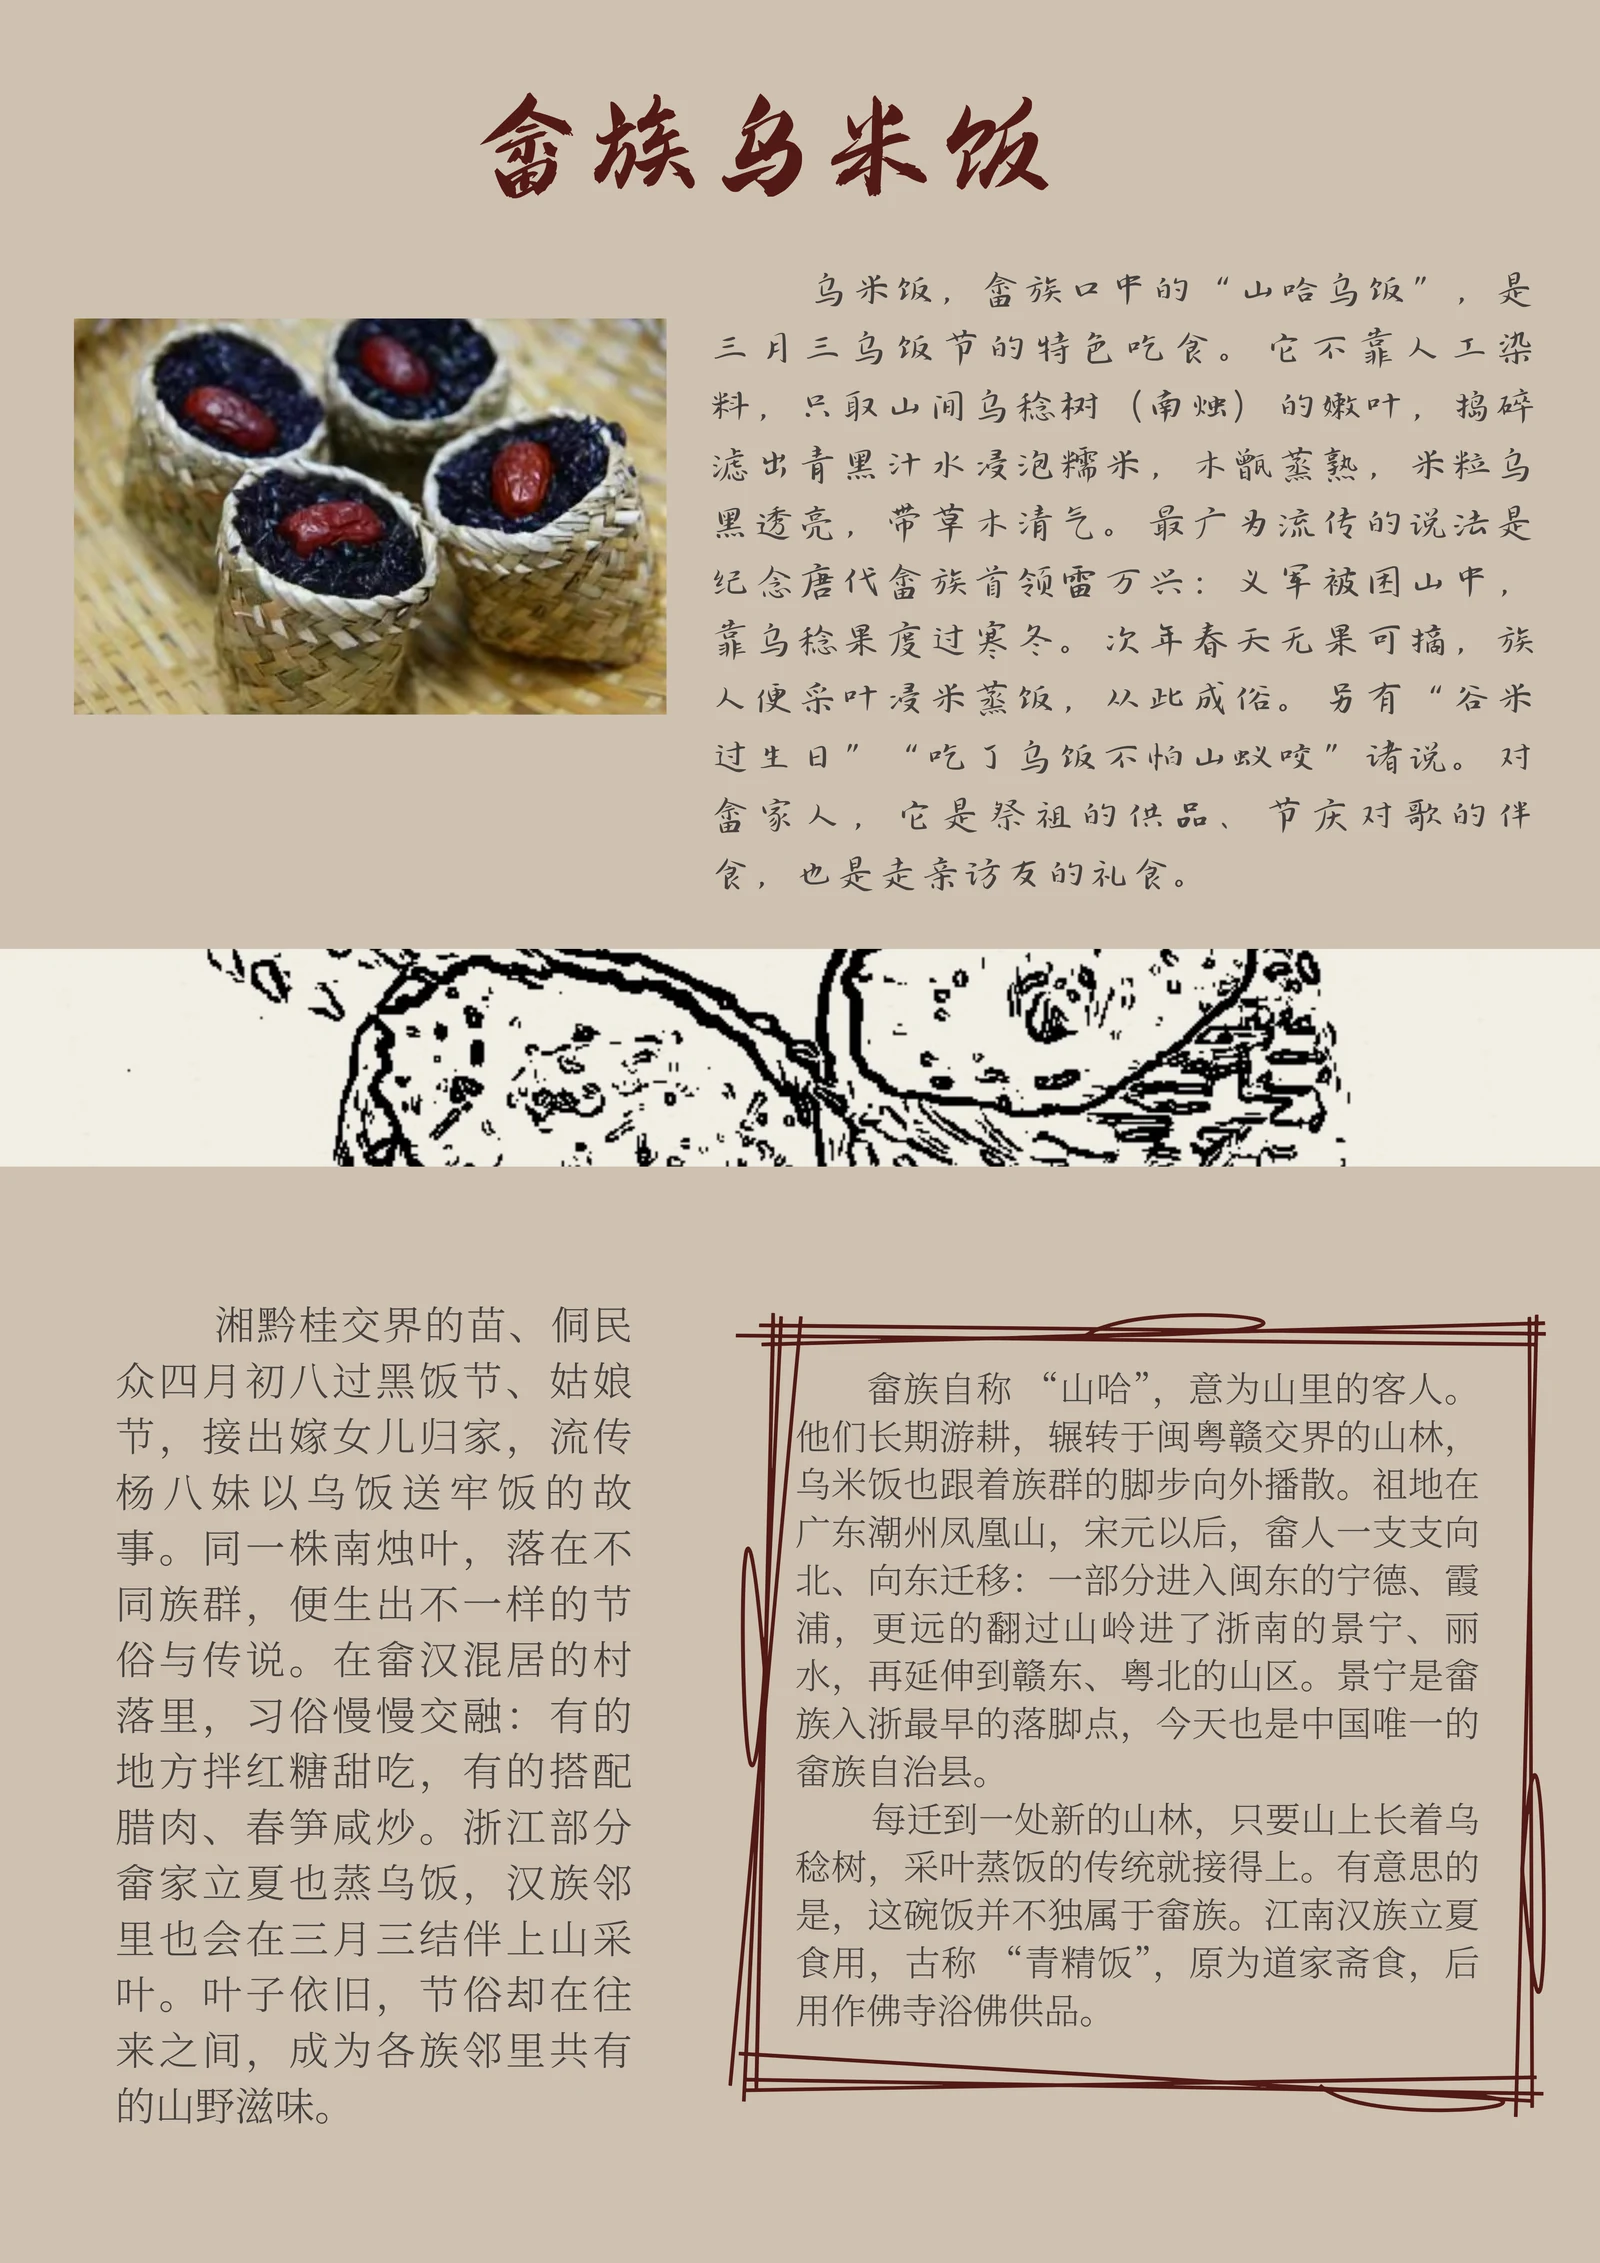 畲族乌米饭
乌米饭，畲族口中的“山哈乌饭”，是
三月三乌饭节的特色吃食。它不靠人工染
料，只取山间乌稔树（南烛）的嫩叶，捣碎
滤出青黑汁水浸泡糯米，木甑蒸熟，米粒乌
黑透亮，带草木清气。最广为流传的说法是
纪念唐代畲族首领雷万兴：义军被困山中，
靠乌稔果度过寒冬。次年春天无果可摘，族
人便采叶浸米蒸饭，从此成俗。另有“谷米
过生日”“吃了乌饭不怕山蚁咬”诸说。对
畲家人，它是祭祖的供品、节庆对歌的伴
食，也是走亲访友的礼食。
湘黔桂交界的苗、侗民
众四月初八过黑饭节、姑娘
节，接出嫁女儿归家，流传
杨八妹以乌饭送牢饭的故
事。同一株南烛叶，落在不
同族群，便生出不一样的节
俗与传说。在畲汉混居的村
落里，习俗慢慢交融：有的
地方拌红糖甜吃，有的搭配
腊肉、春笋咸炒。浙江部分
畲家立夏也蒸乌饭，汉族邻
里也会在三月三结伴上山采
叶。叶子依旧，节俗却在往
来之间，成为各族邻里共有
的山野滋味。
畲族自称 “山哈”，意为山里的客人。
他们长期游耕，辗转于闽粤赣交界的山林，
乌米饭也跟着族群的脚步向外播散。祖地在
广东潮州凤凰山，宋元以后，畲人一支支向
北、向东迁移：一部分进入闽东的宁德、霞
浦，更远的翻过山岭进了浙南的景宁、丽
水，再延伸到赣东、粤北的山区。景宁是畲
族入浙最早的落脚点，今天也是中国唯一的
畲族自治县。
每迁到一处新的山林，只要山上长着乌
稔树，采叶蒸饭的传统就接得上。有意思的
是，这碗饭并不独属于畲族。江南汉族立夏
食用，古称 “青精饭”，原为道家斋食，后
用作佛寺浴佛供品。